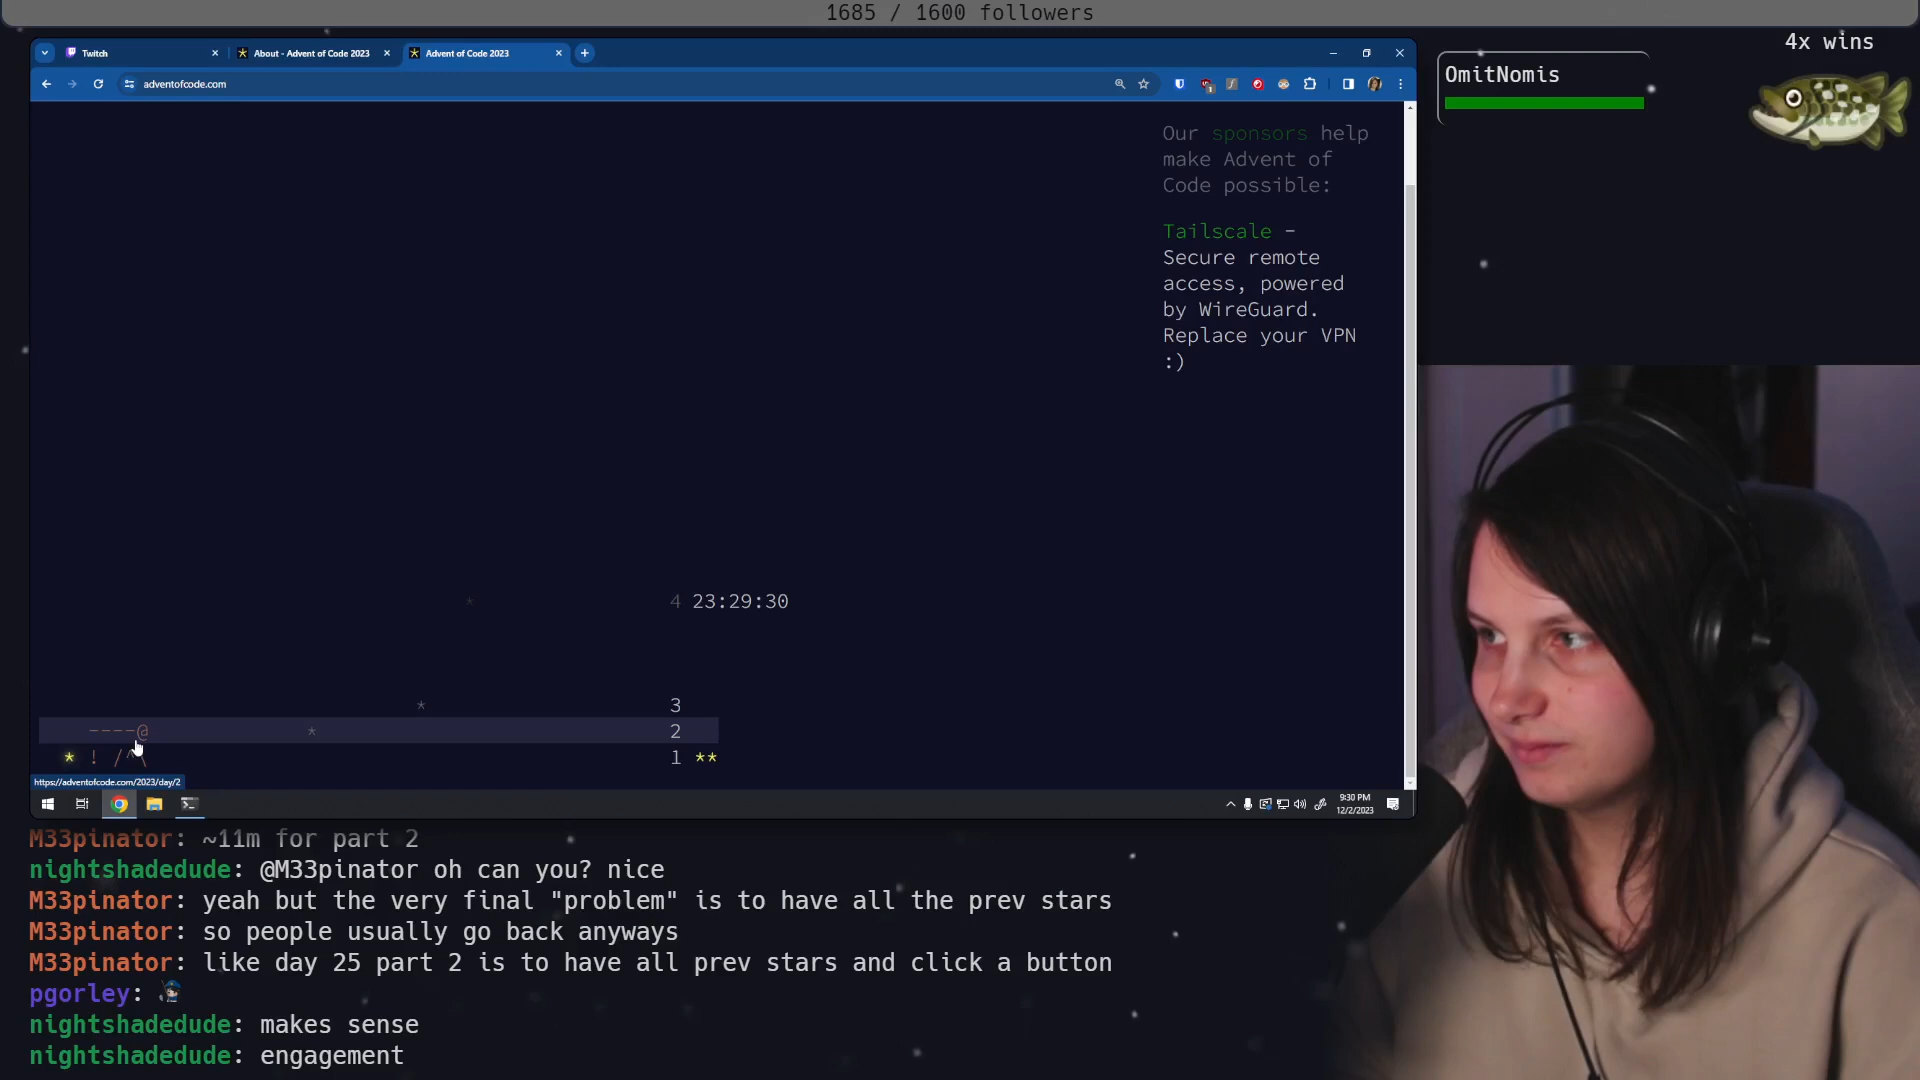 1685 / 1600 followers
4x wins
OmitNomis
Twitch
About - Advent of Code 2023
Advent of Code 2023
adventofcode.com
Our sponsors help
make Advent of
Code possible:
Tailscale -
Secure remote
access, powered
by WireGuard.
Replace your VPN
:)
* 4 23:29:30
* 3
----@ * 2
* ! /^\ 1 **
https://adventofcode.com/2023/day/2
9:30 PM
12/2/2023
M33pinator: ~11m for part 2
nightshadedude: @M33pinator oh can you? nice
M33pinator: yeah but the very final "problem" is to have all the prev stars
M33pinator: so people usually go back anyways
M33pinator: like day 25 part 2 is to have all prev stars and click a button
pgorley:
nightshadedude: makes sense
nightshadedude: engagement